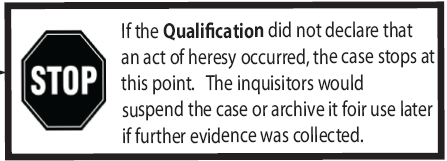 STOP
If the Qualification did not declare that
an act of heresy occurred, the case stops at
this point. The inquisitors would
suspend the case or archive it foir use later
if further evidence was collected.